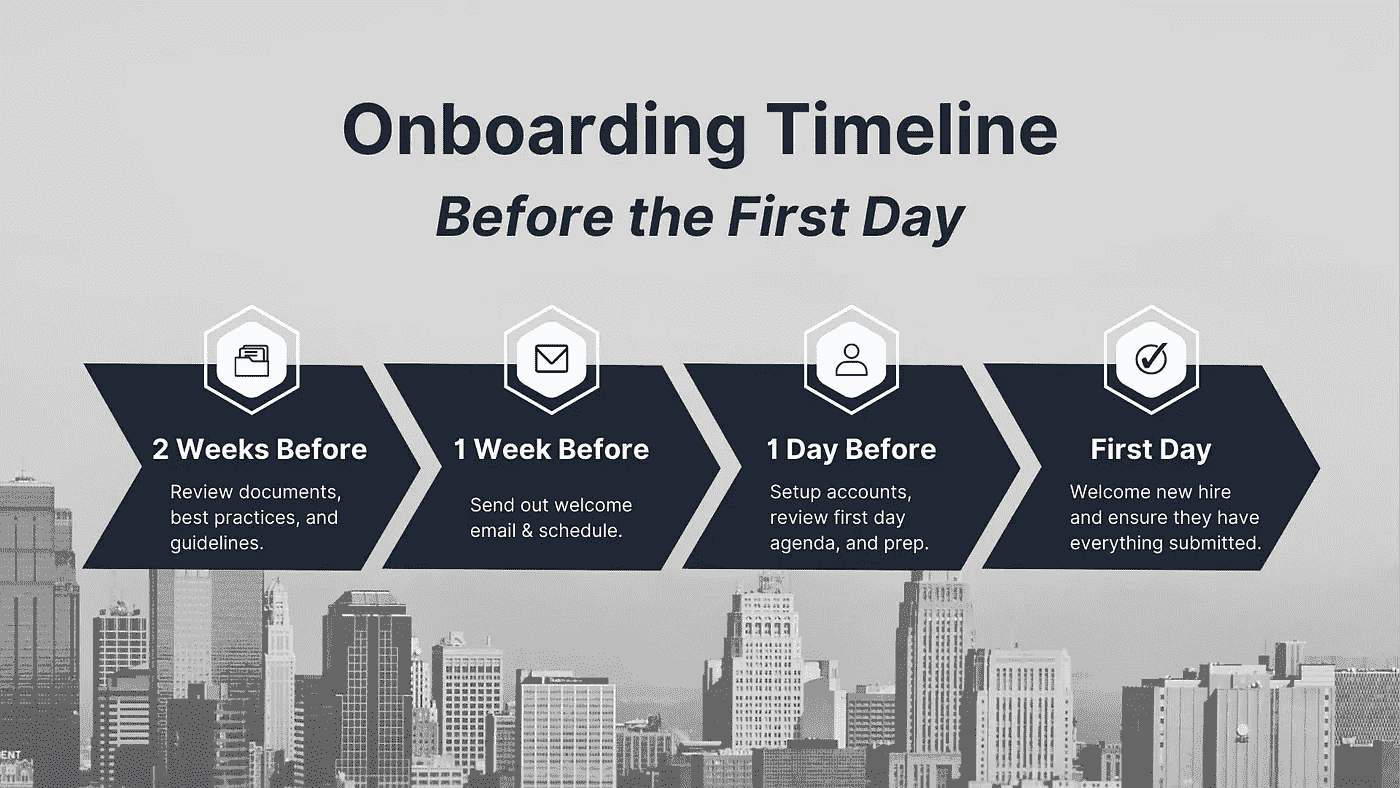 Onboarding Timeline
Before the First Day
2 Weeks Before
Review documents,
best practices, and
guidelines.
1 Week Before
Send out welcome
email & schedule.
1 Day Before
Setup accounts,
review first day
agenda, and prep.
First Day
Welcome new hire
and ensure they have
everything submitted.
ENT